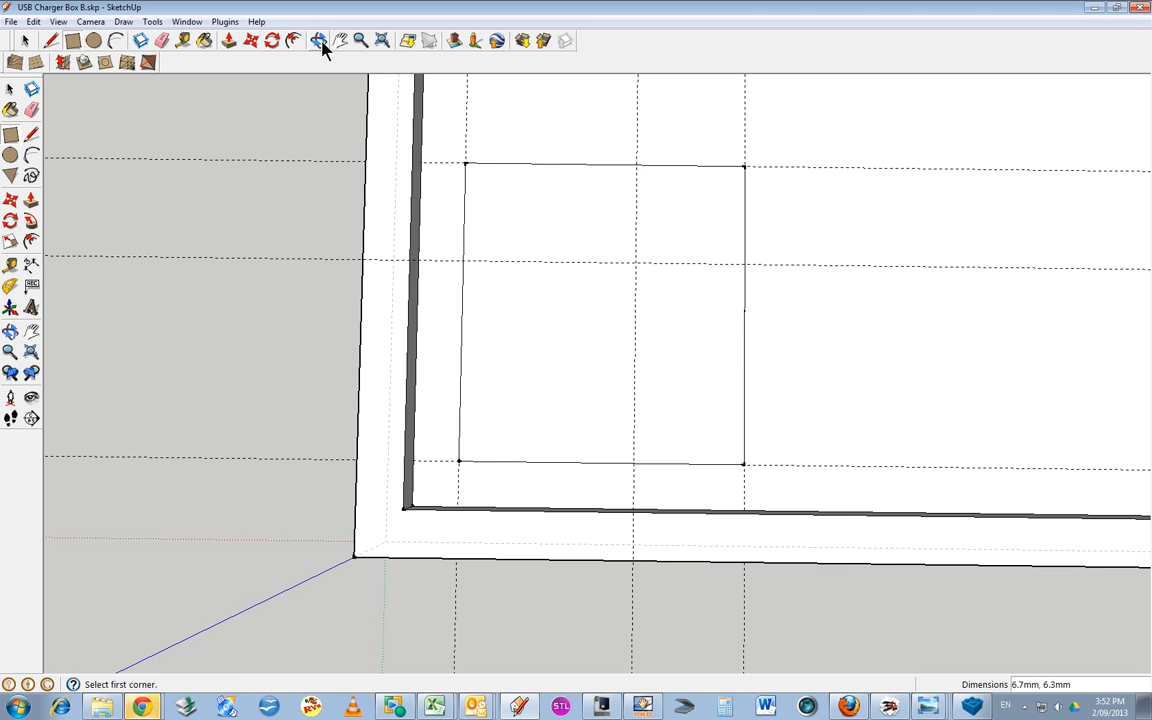 USB Charger Box B.skp - SketchUp
File Edit View Camera Draw Tools Window Plugins Help
Select first corner.
Dimensions 6.7mm, 6.3mm
STL
W
EN
3:52 PM
2/09/2013